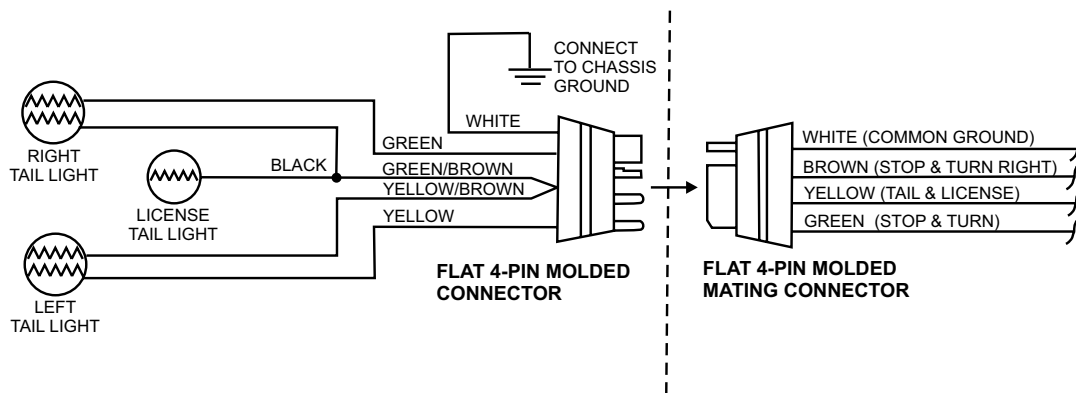 CONNECT
TO CHASSIS
GROUND
WHITE
GREEN
RIGHT
TAIL LIGHT
BLACK
GREEN/BROWN
YELLOW/BROWN
LICENSE
TAIL LIGHT
YELLOW
LEFT
TAIL LIGHT
FLAT 4-PIN MOLDED
CONNECTOR
WHITE (COMMON GROUND)
BROWN (STOP & TURN RIGHT)
YELLOW (TAIL & LICENSE)
GREEN (STOP & TURN)
FLAT 4-PIN MOLDED
MATING CONNECTOR